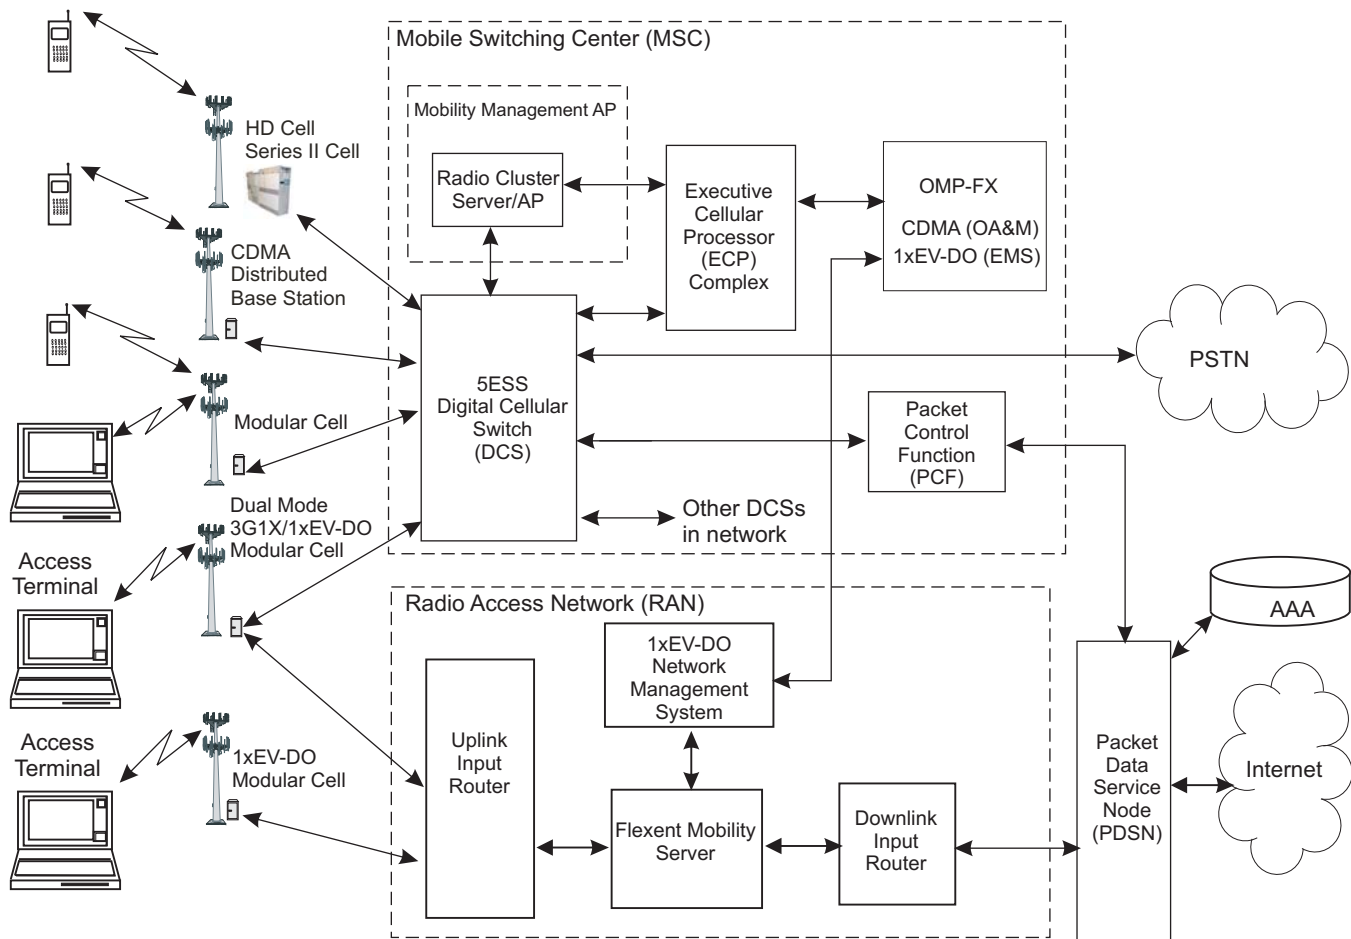 Mobile Switching Center (MSC)
Mobility Management AP
HD Cell
Series II Cell
Radio Cluster
Server/AP
Executive
Cellular
Processor
(ECP)
Complex
OMP-FX
CDMA (OA&M)
1xEV-DO (EMS)
CDMA
Distributed
Base Station
PSTN
5ESS
Digital Cellular
Switch
(DCS)
Modular Cell
Packet
Control
Function
(PCF)
Other DCSs
in network
Dual Mode
3G1X/1xEV-DO
Modular Cell
Access
Terminal
Radio Access Network (RAN)
AAA
1xEV-DO
Network
Management
System
Access
Terminal
1xEV-DO
Modular Cell
Uplink
Input
Router
Packet
Data
Service
Node
(PDSN)
Internet
Flexent Mobility
Server
Downlink
Input
Router